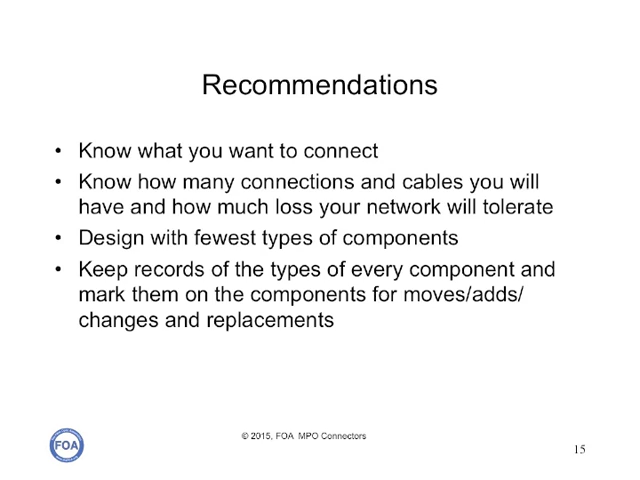 Recommendations
• Know what you want to connect
• Know how many connections and cables you will
have and how much loss your network will tolerate
• Design with fewest types of components
• Keep records of the types of every component and
mark them on the components for moves/adds/
changes and replacements
© 2015, FOA MPO Connectors
FOA
15